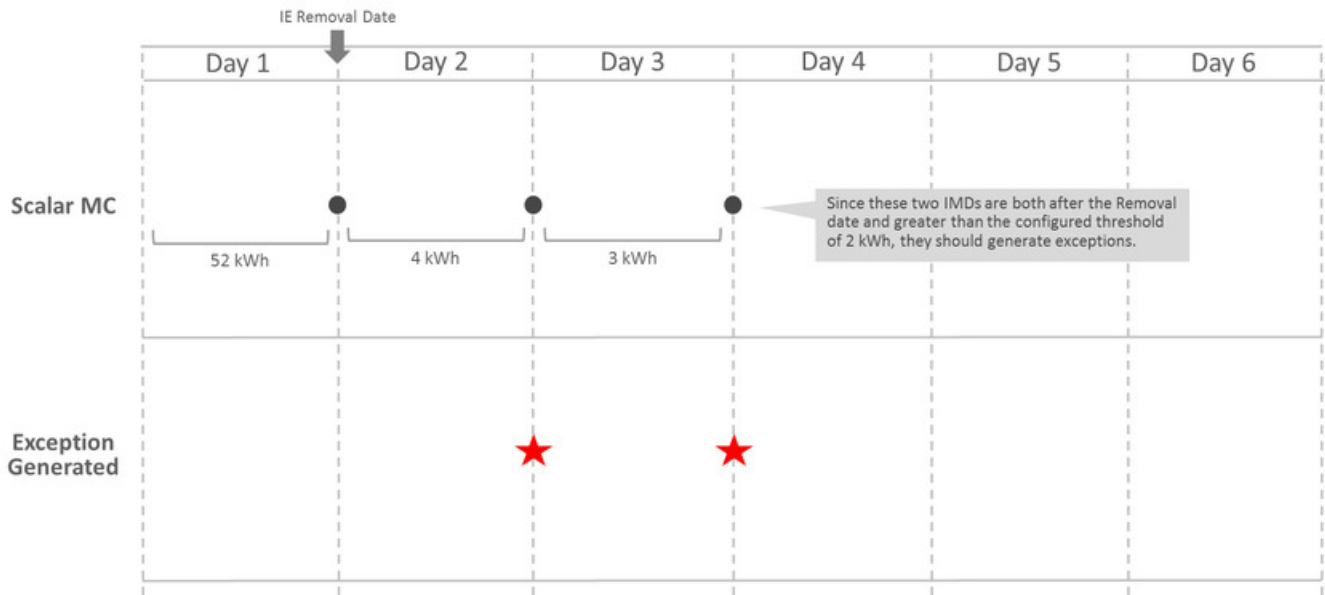 IE Removal Date
Day 1
Day 2
Day 3
Day 4
Day 5
Day 6
Scalar MC
Since these two IMDs are both after the Removal
date and greater than the configured threshold
of 2 kWh, they should generate exceptions.
52 kWh
4 kWh
3 kWh
Exception
Generated